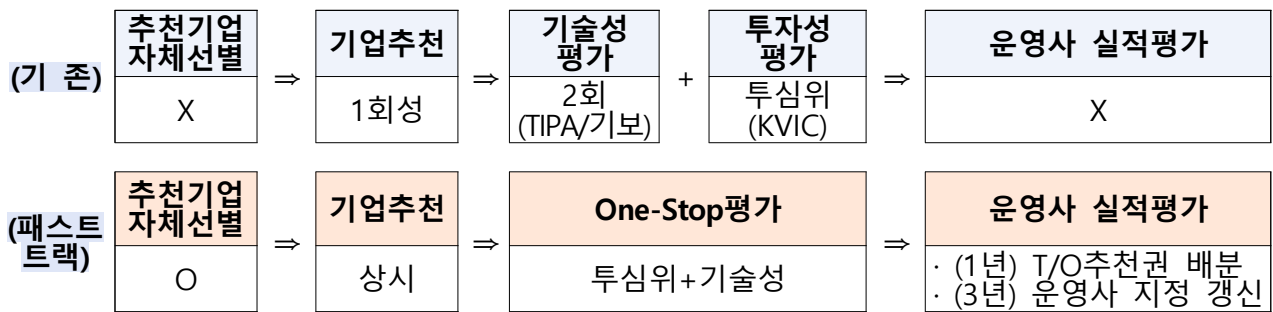 (기 존)
추천기업
자체선별
X
⇒
기업추천
1회성
⇒
기술성
평가
2회
(TIPA/기보)
+
투자성
평가
투심위
(KVIC)
⇒
운영사 실적평가
X
(패스트
트랙)
추천기업
자체선별
O
⇒
기업추천
상시
⇒
One-Stop평가
투심위+기술성
⇒
운영사 실적평가
· (1년) T/O추천권 배분
· (3년) 운영사 지정 갱신